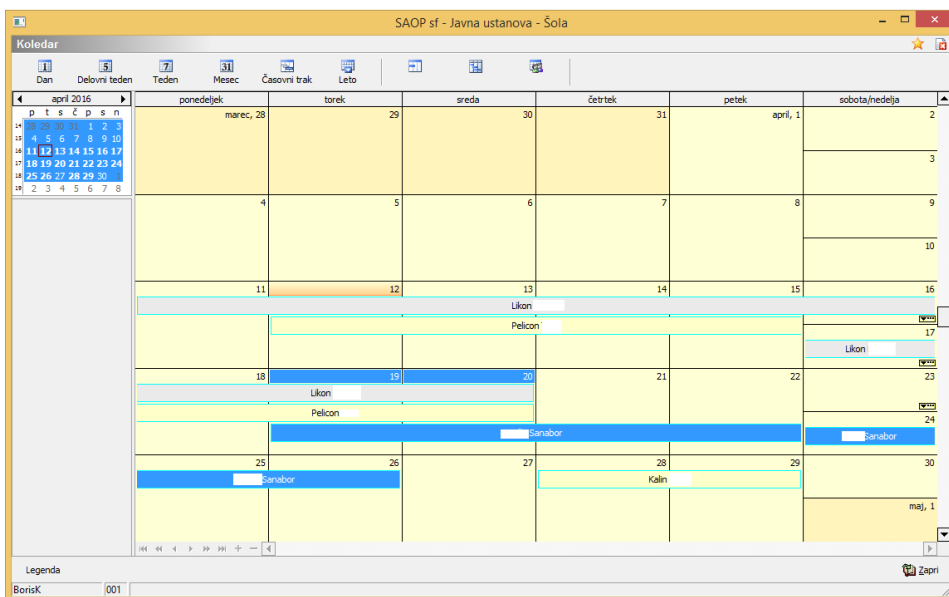 SAOP sf - Javna ustanova - Šola
Koledar
1 5 7 31
Dan Delovni teden Teden Mesec Časovni trak Leto
april 2016
p t s č p s n
14 28 29 30 31 1 2 3
15 4 5 6 7 8 9 10
16 11 12 13 14 15 16 17
17 18 19 20 21 22 23 24
18 25 26 27 28 29 30 1
19 2 3 4 5 6 7 8
ponedeljek torek sreda četrtek petek sobota/nedelja
marec, 28 29 30 31 april, 1 2
3
4 5 6 7 8 9
10
11 12 13 14 15 16
Likon
Pelicon
17
Likon
18 19 20 21 22 23
Likon
Pelicon
24
Sanabor Sanabor
25 26 27 28 29 30
Sanabor Kalin
maj, 1
Legenda Zapri
BorisK 001